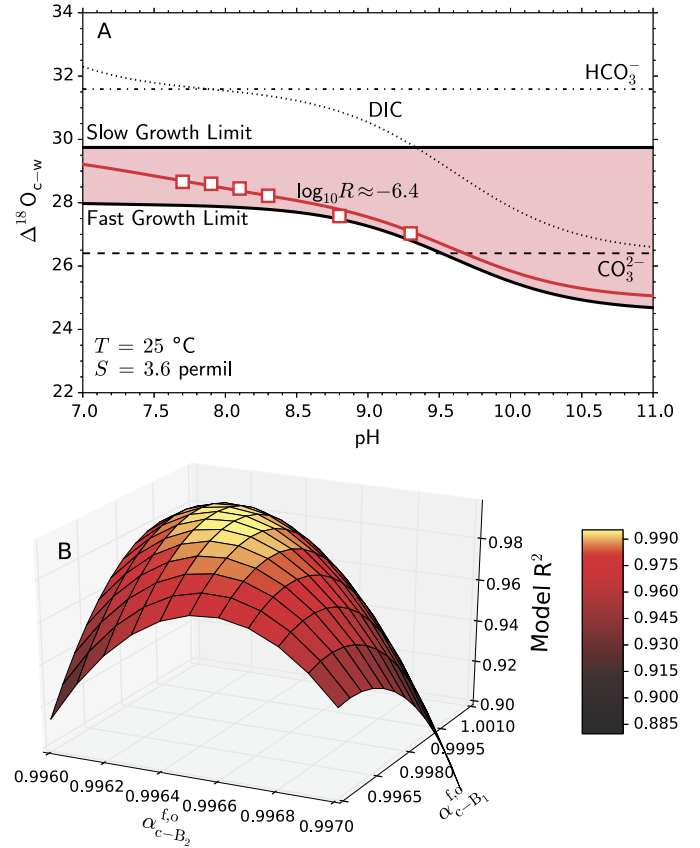 A
34
32
30
28
26
24
22
Δ¹⁸O_c−w
HCO₃⁻
DIC
Slow Growth Limit
log₁₀R≈−6.4
Fast Growth Limit
CO₃²⁻
T = 25 °C
S = 3.6 permil
7.0 7.5 8.0 8.5 9.0 9.5 10.0 10.5 11.0
pH
B
0.98
0.96
0.94
0.92
0.90
Model R²
0.9960 0.9962 0.9964 0.9966 0.9968 0.9970
α^f,o_c−B₂
0.9965 0.9980 0.9995 1.0010
α^f,o_c−B₁
0.990
0.975
0.960
0.945
0.930
0.915
0.900
0.885